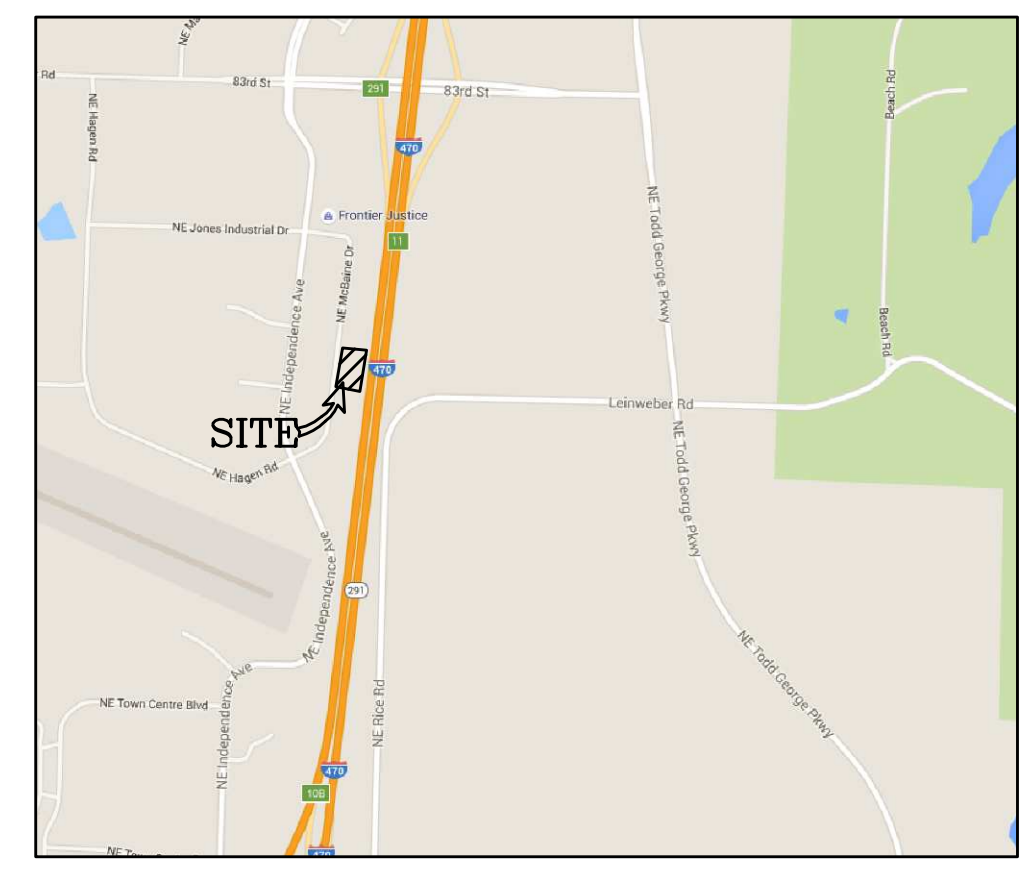 NE
Rd
83rd St
291
83rd St
Beach Rd
NE Hagen Rd
470
NE Todd George Pkwy
Frontier Justice
NE Jones Industrial Dr
11
NE McBaine Dr
NE Independence Ave
Beach Rd
470
Leinweber Rd
SITE
NE Todd George Pkwy
NE Hagen Rd
NE Independence Ave
291
NE Todd George Pkwy
NE Independence Ave
NE Town Centre Blvd
NE Rice Rd
470
10B
NE
470